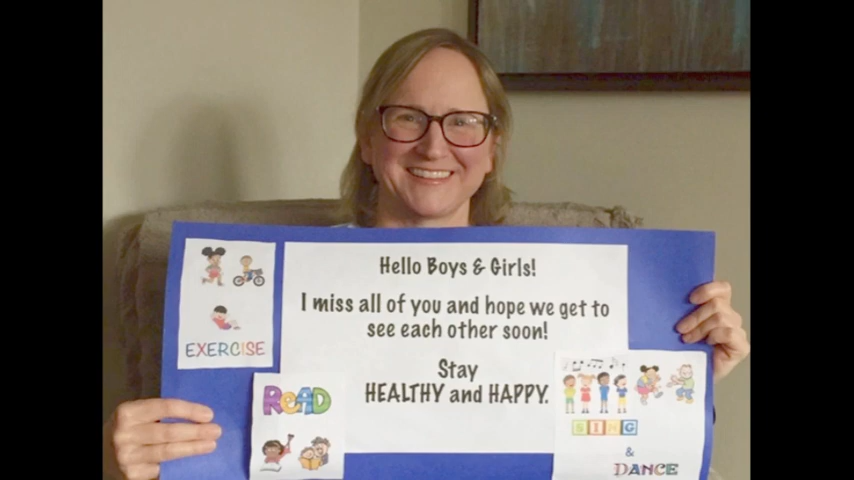 Hello Boys & Girls!
I miss all of you and hope we get to
see each other soon!
Stay
HEALTHY and HAPPY.
EXERCISE
READ
SING
&
DANCE